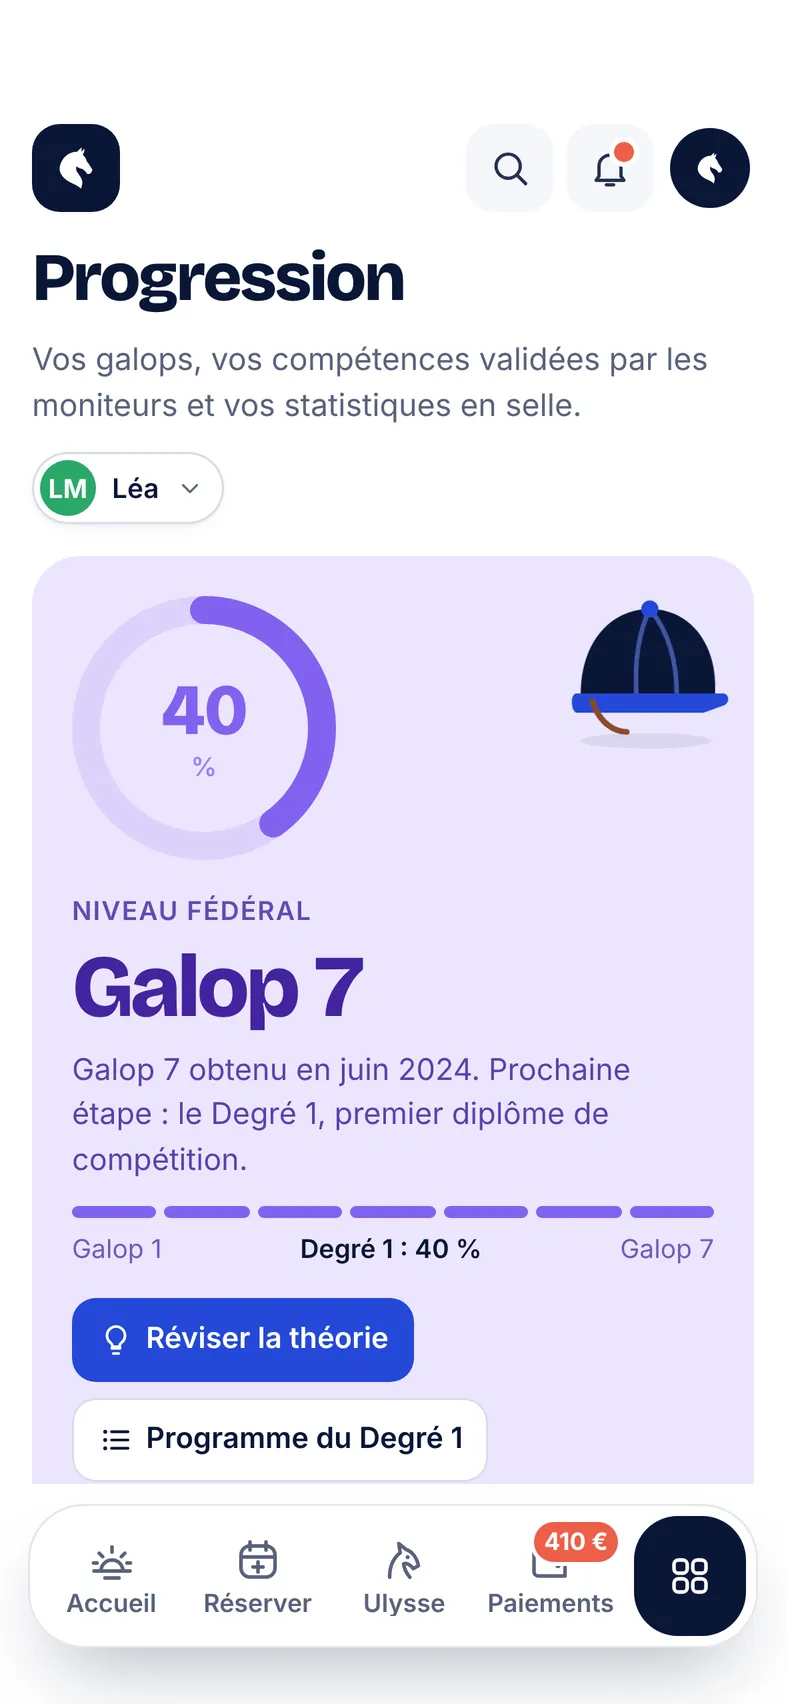 Progression
Vos galops, vos compétences validées par les
moniteurs et vos statistiques en selle.
LM Léa
40
%
NIVEAU FÉDÉRAL
Galop 7
Galop 7 obtenu en juin 2024. Prochaine
étape : le Degré 1, premier diplôme de
compétition.
Galop 1 Degré 1 : 40 % Galop 7
Réviser la théorie
Programme du Degré 1
410 €
Accueil Réserver Ulysse Paiements